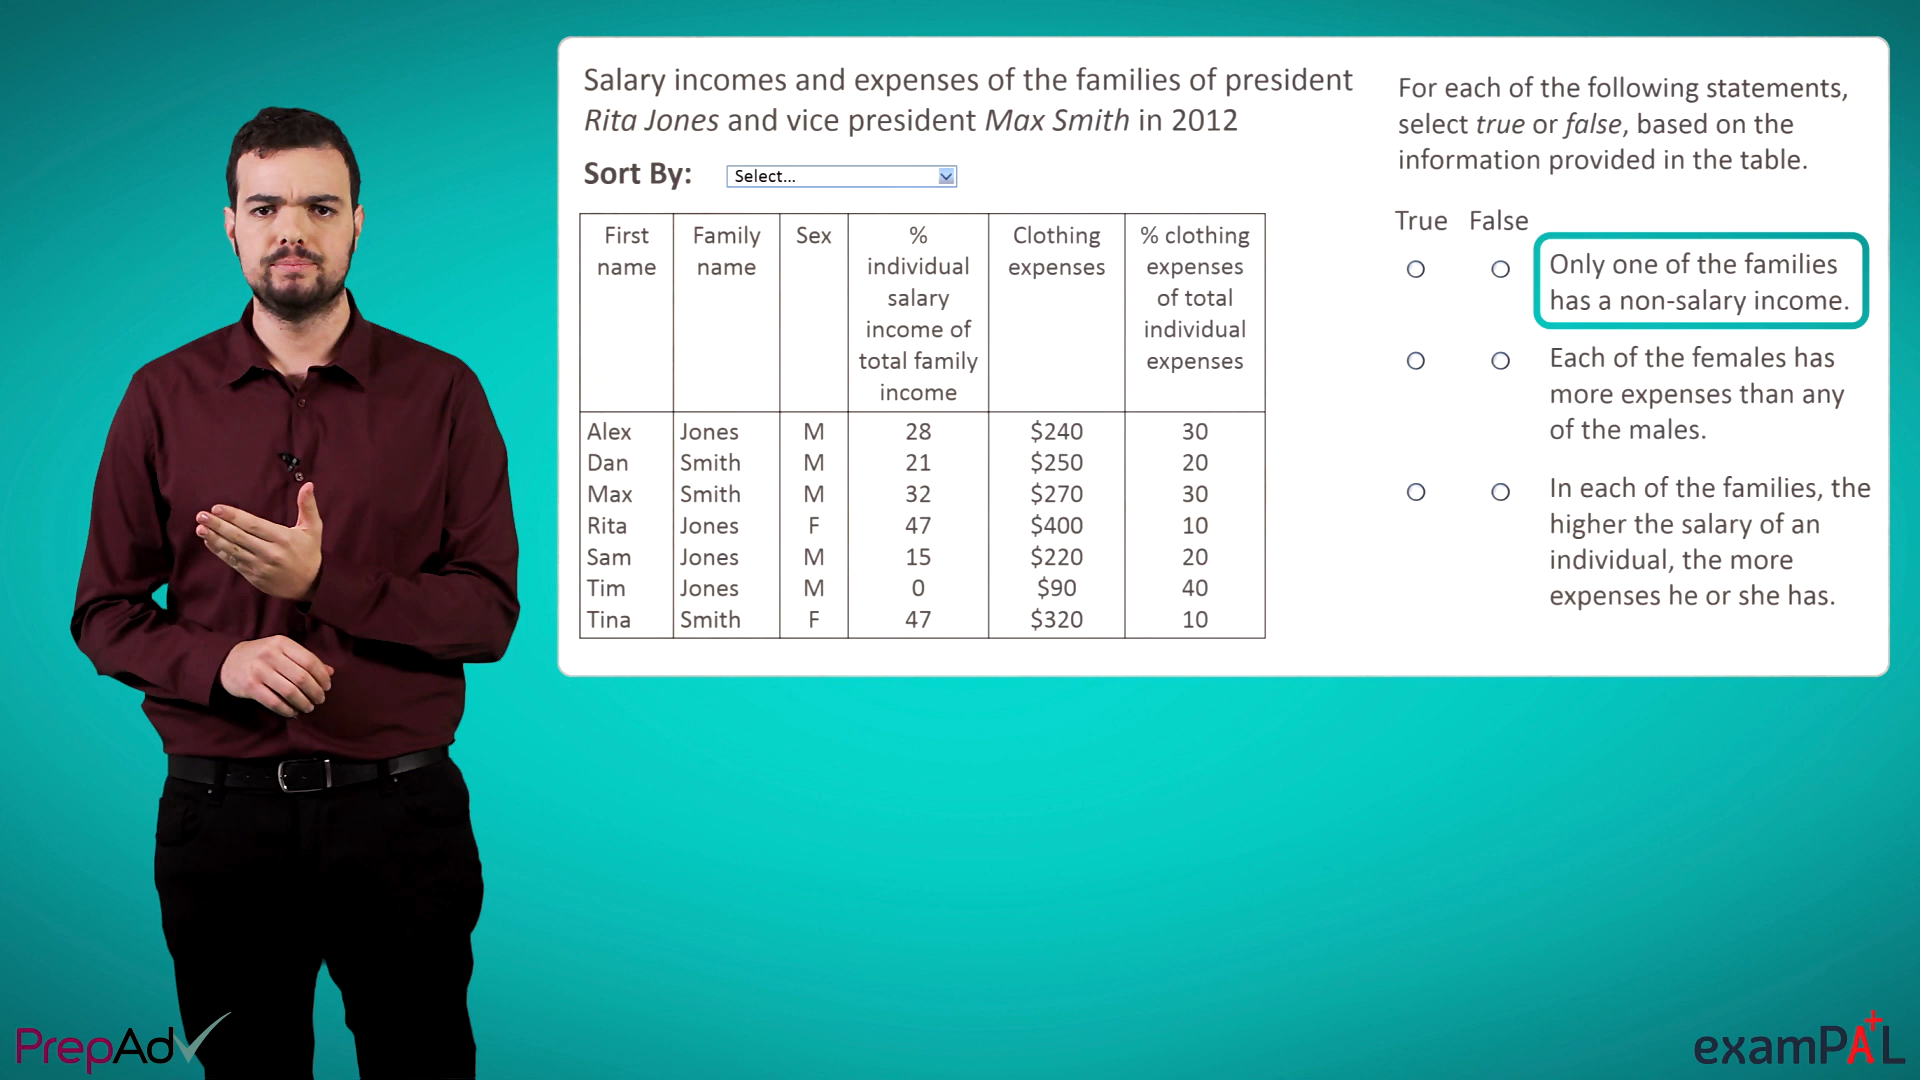 Salary incomes and expenses of the families of president
Rita Jones and vice president Max Smith in 2012
Sort By: Select...
First name | Family name | Sex | % individual salary income of total family income | Clothing expenses | % clothing expenses of total individual expenses
Alex Jones M 28 $240 30
Dan Smith M 21 $250 20
Max Smith M 32 $270 30
Rita Jones F 47 $400 10
Sam Jones M 15 $220 20
Tim Jones M 0 $90 40
Tina Smith F 47 $320 10
For each of the following statements,
select true or false, based on the
information provided in the table.
True False
Only one of the families
has a non-salary income.
Each of the females has
more expenses than any
of the males.
In each of the families, the
higher the salary of an
individual, the more
expenses he or she has.
PrepAdv
examPAL